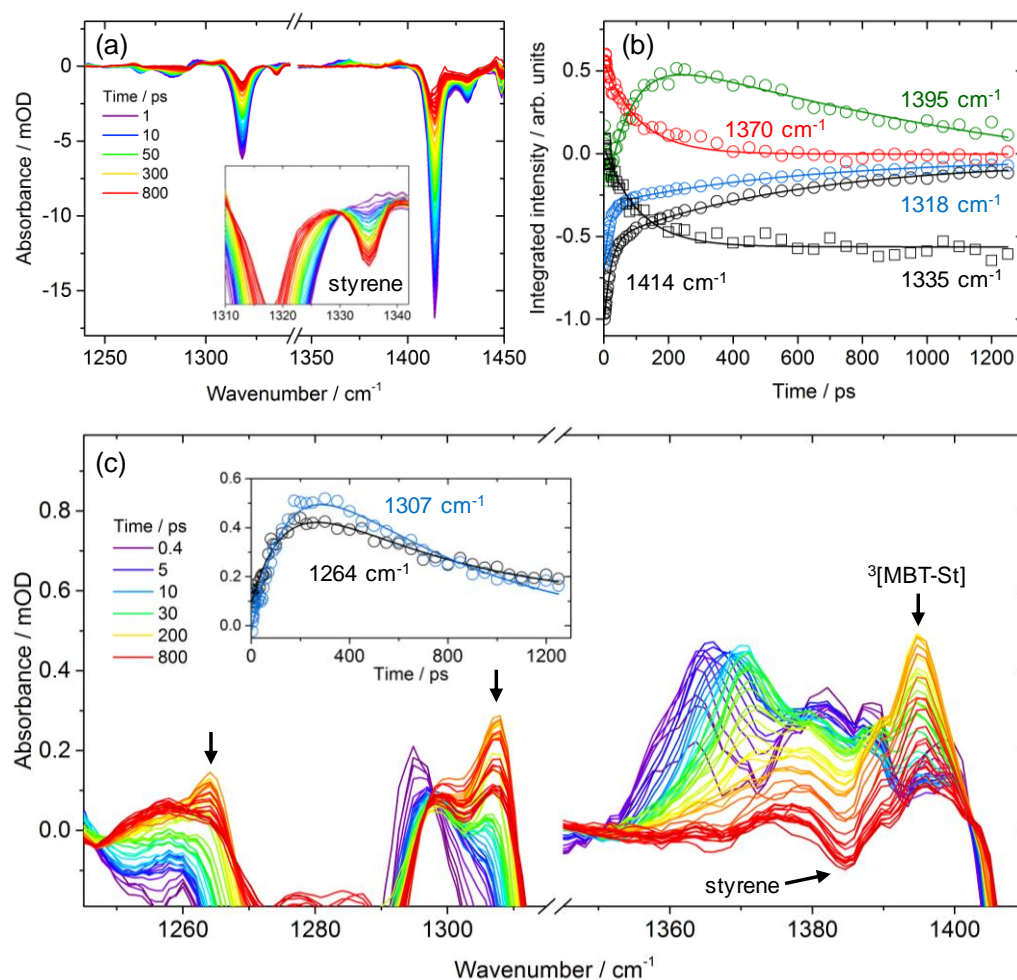 (a)
Absorbance / mOD
0
-5
-10
-15
Time / ps
1
10
50
300
800
styrene
1310 1320 1330 1340
1250 1300 1350 1400 1450
Wavenumber / cm-1
(b)
Integrated intensity / arb. units
0.5
0.0
-0.5
-1.0
1395 cm-1
1370 cm-1
1318 cm-1
1414 cm-1
1335 cm-1
0 200 400 600 800 1000 1200
Time / ps
(c)
Absorbance / mOD
0.8
0.6
0.4
0.2
0.0
Time / ps
0.4
5
10
30
200
800
0.6
0.4
0.2
0.0
1307 cm-1
1264 cm-1
0 400 800 1200
Time / ps
3[MBT-St]
styrene
1260 1280 1300 1360 1380 1400
Wavenumber / cm-1